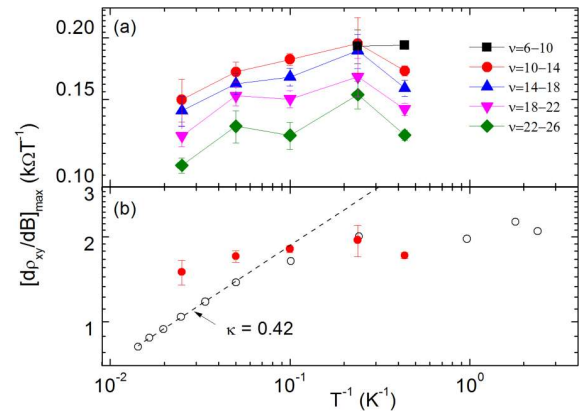 (a)
0.20
0.15
0.10
ν=6−10
ν=10−14
ν=14−18
ν=18−22
ν=22−26
[dρxy/dB]max (kΩT⁻¹)
(b)
3
2
1
κ = 0.42
10⁻² 10⁻¹ 10⁰
T⁻¹ (K⁻¹)